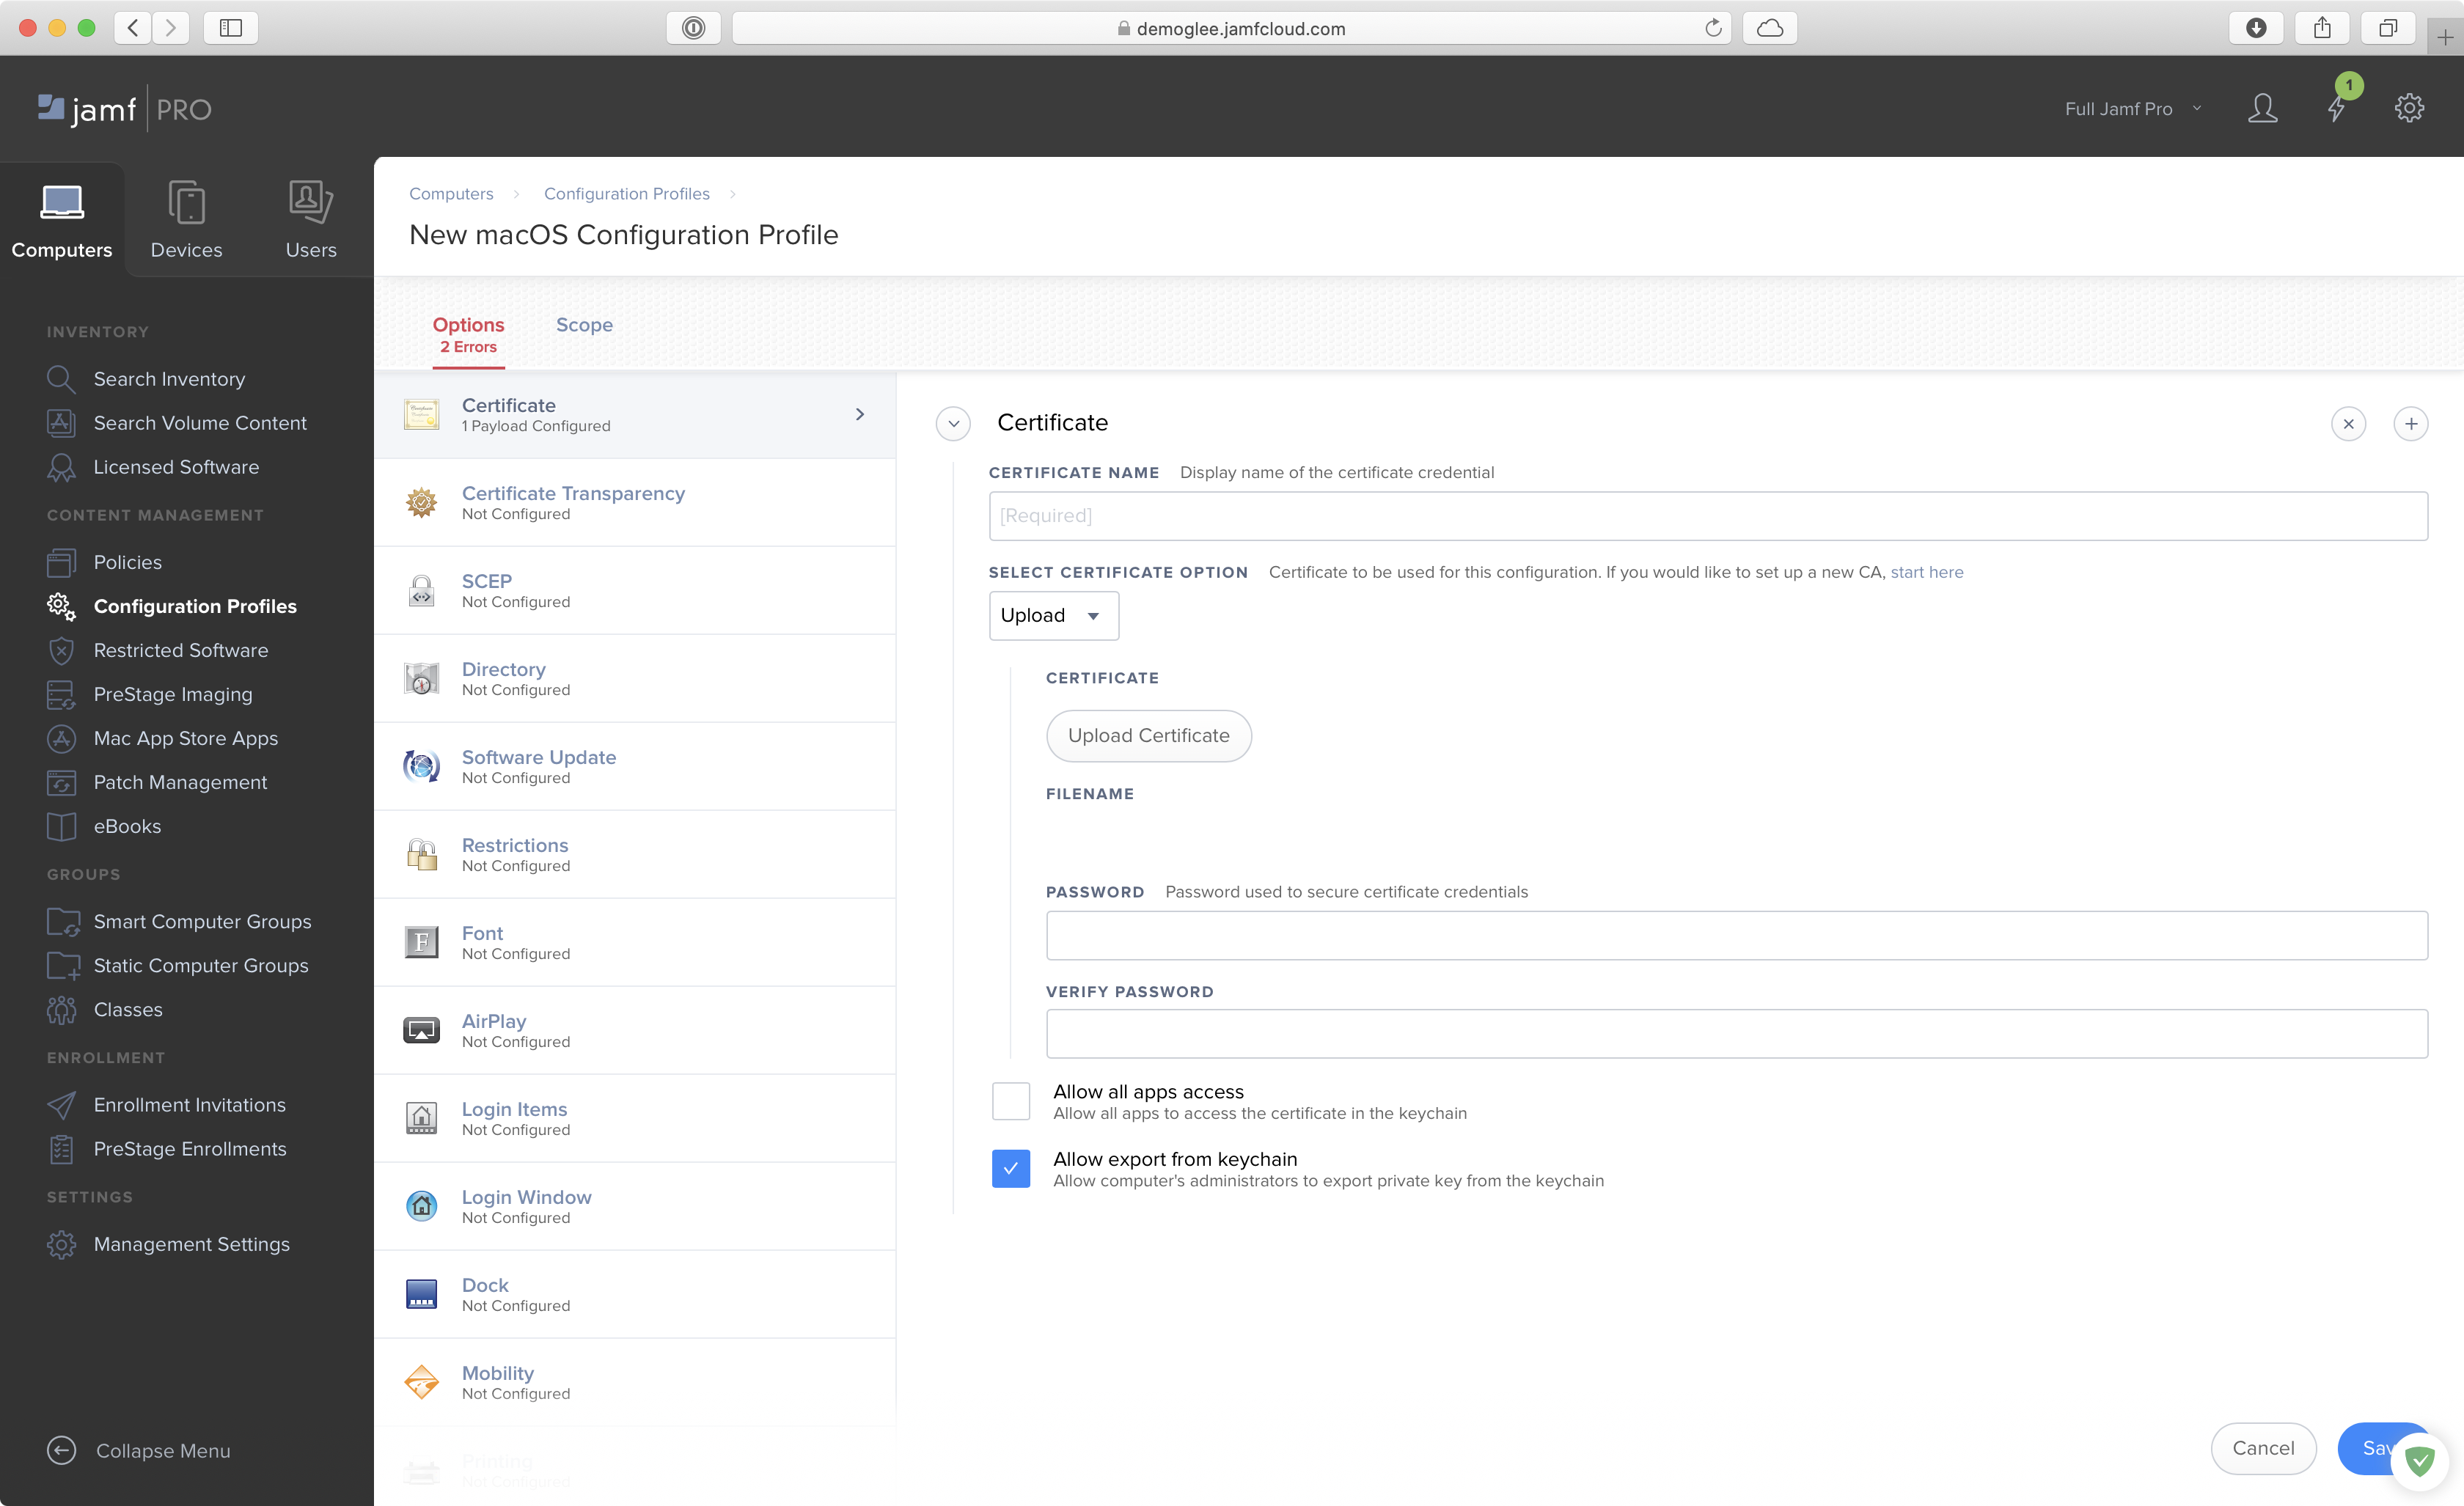 demoglee.jamfcloud.com
jamf PRO
Full Jamf Pro
1
Computers
Devices
Users
INVENTORY
Search Inventory
Search Volume Content
Licensed Software
CONTENT MANAGEMENT
Policies
Configuration Profiles
Restricted Software
PreStage Imaging
Mac App Store Apps
Patch Management
eBooks
GROUPS
Smart Computer Groups
Static Computer Groups
Classes
ENROLLMENT
Enrollment Invitations
PreStage Enrollments
SETTINGS
Management Settings
Collapse Menu
Computers
Configuration Profiles
New macOS Configuration Profile
Options
2 Errors
Scope
Certificate
1 Payload Configured
Certificate Transparency
Not Configured
SCEP
Not Configured
Directory
Not Configured
Software Update
Not Configured
Restrictions
Not Configured
Font
Not Configured
AirPlay
Not Configured
Login Items
Not Configured
Login Window
Not Configured
Dock
Not Configured
Mobility
Not Configured
Printing
Not Configured
Certificate
CERTIFICATE NAME Display name of the certificate credential
[Required]
SELECT CERTIFICATE OPTION Certificate to be used for this configuration. If you would like to set up a new CA, start here
Upload
CERTIFICATE
Upload Certificate
FILENAME
PASSWORD Password used to secure certificate credentials
VERIFY PASSWORD
Allow all apps access
Allow all apps to access the certificate in the keychain
Allow export from keychain
Allow computer's administrators to export private key from the keychain
Cancel